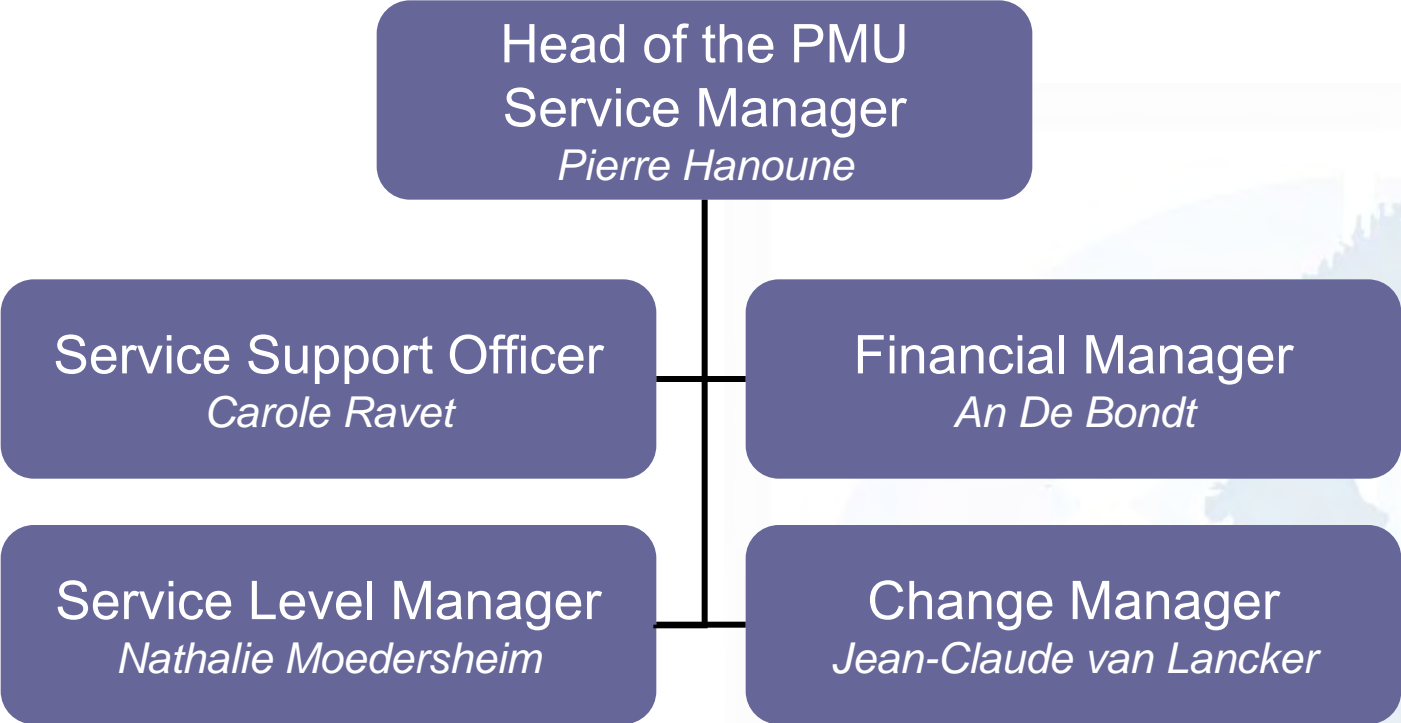 Head of the PMU
Service Manager
Pierre Hanoune
Service Support Officer
Carole Ravet
Financial Manager
An De Bondt
Service Level Manager
Nathalie Moedersheim
Change Manager
Jean-Claude van Lancker